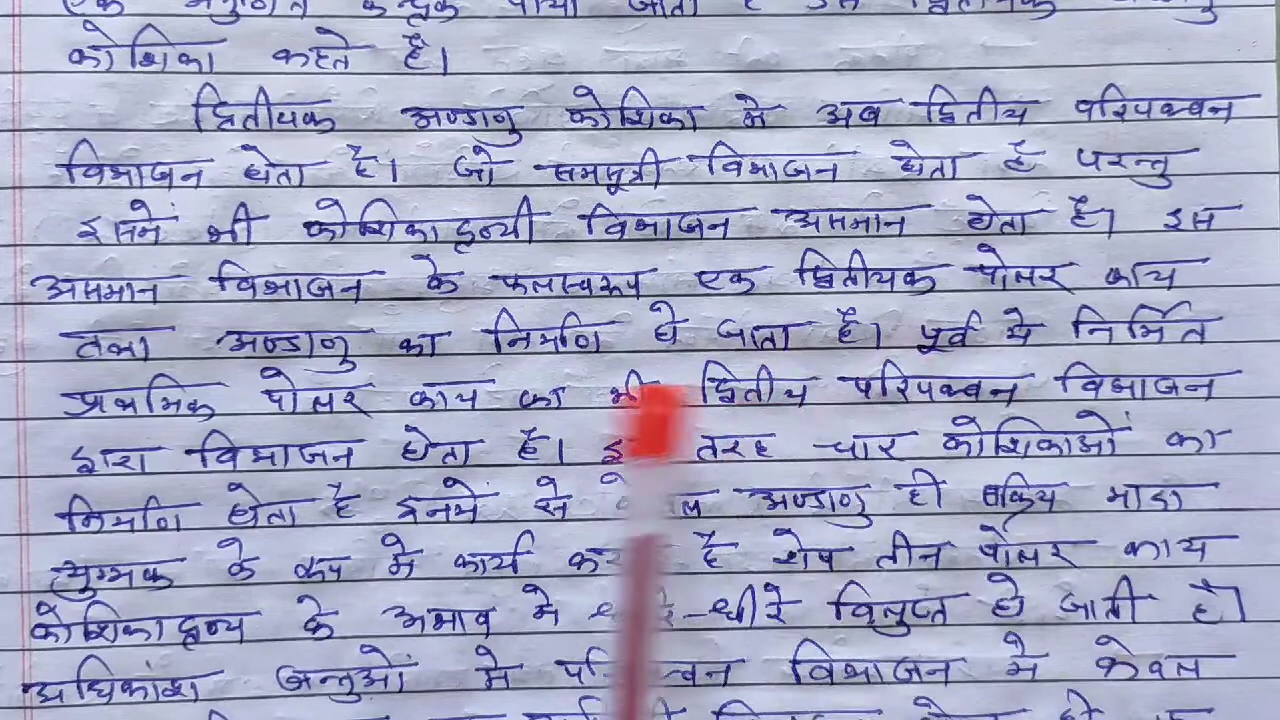 कोशिका कहते है।
द्वितीयक अण्डाणु कोशिका मे अब द्वितीय परिपक्वन
विभाजन होता है। जो समसूत्री विभाजन होता है परन्तु
इसमें भी कोशिकाद्रव्यी विभाजन असमान होता है। इस
असमान विभाजन के फलस्वरूप एक द्वितीयक पोलर काय
तथा अण्डाणु का निर्माण हो जाता है। पूर्व मे निर्मित
प्राथमिक पोलर काय का भी द्वितीय परिपक्वन विभाजन
द्वारा विभाजन होता है। तरह चार कोशिकाओं का
निर्माण होता है इनमे से अण्डाणु ही सक्रिय मादा
युग्मक के रूप मे कार्य है शेष तीन पोलर काय
कोशिकाद्रव्य के अभाव मे धीरे विलुप्त हो जाती है।
अधिकांश जन्तुओं मे विभाजन मे केवल